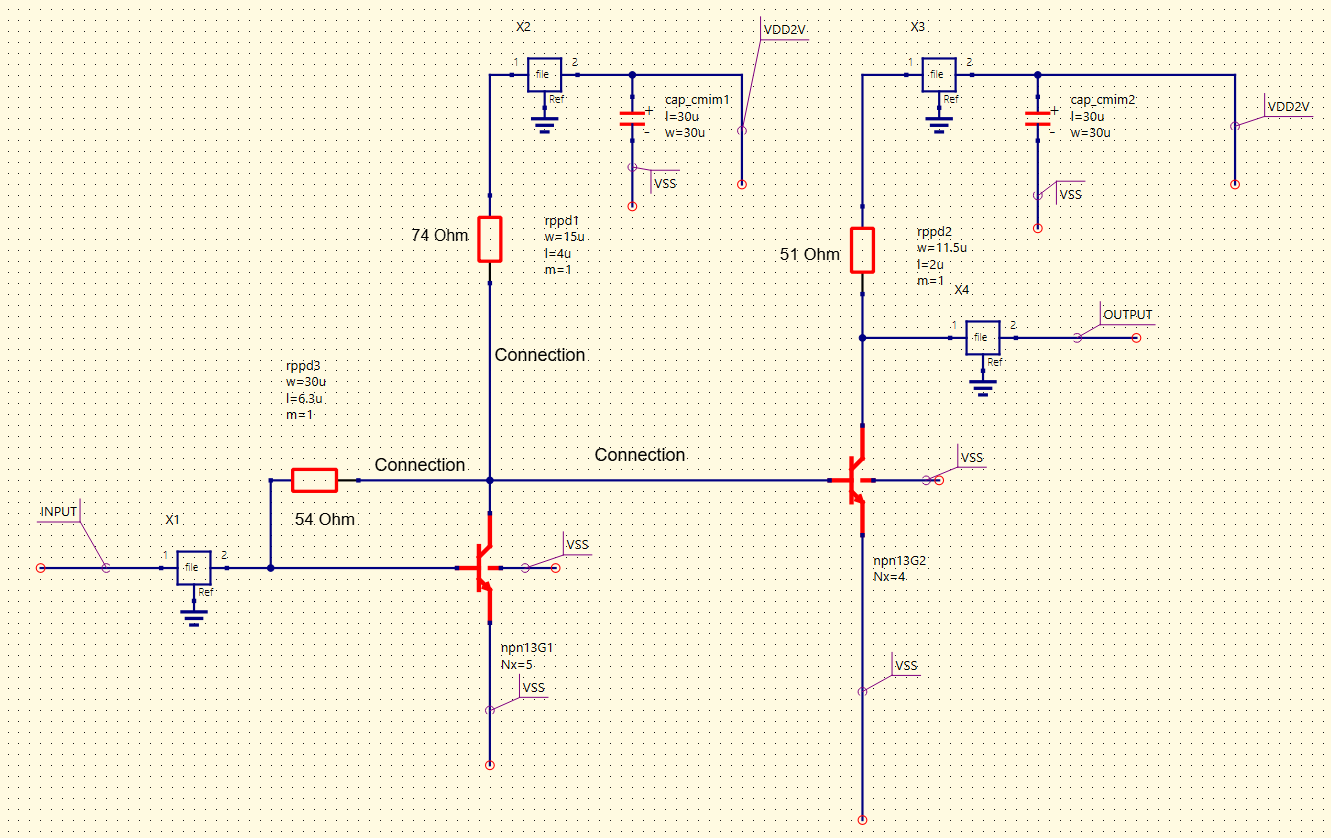 X2
X3
VDD2V
1
file
2
Ref
cap_cmim1
l=30u
w=30u
+
-
VSS
1
file
2
Ref
cap_cmim2
l=30u
w=30u
+
-
VDD2V
VSS
74 Ohm
rppd1
w=15u
l=4u
m=1
51 Ohm
rppd2
w=11.5u
l=2u
m=1
X4
1
file
2
Ref
OUTPUT
Connection
rppd3
w=30u
l=6.3u
m=1
Connection
Connection
VSS
54 Ohm
INPUT
X1
1
file
2
Ref
VSS
npn13G2
Nx=4
npn13G1
Nx=5
VSS
VSS